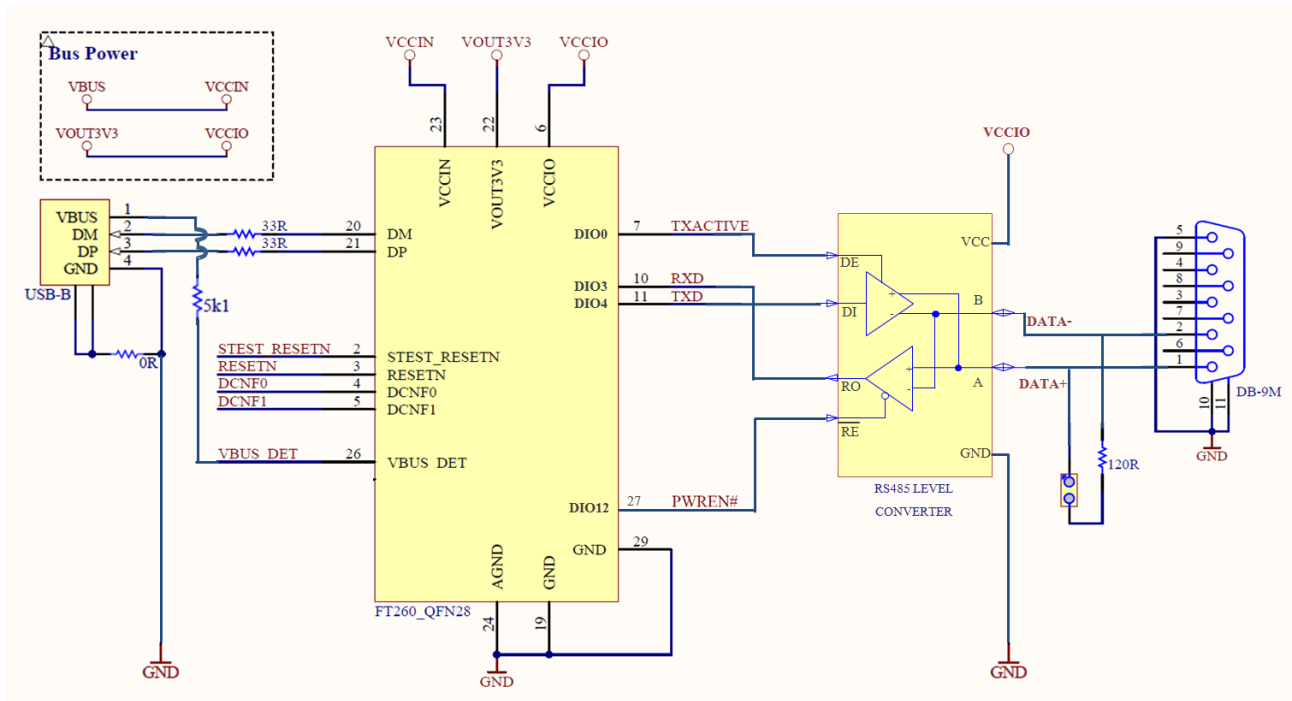 Bus Power
VBUS VCCIN
VOUT3V3 VCCIO
VCCIN VOUT3V3 VCCIO
23 22 6
VCCIN VOUT3V3 VCCIO
VBUS 1
DM 2
DP 3
GND 4
USB-B
33R
33R
5k1
0R
20 DM
21 DP
STEST_RESETN 2 STEST_RESETN
RESETN 3 RESETN
DCNF0 4 DCNF0
DCNF1 5 DCNF1
VBUS_DET 26 VBUS DET
DIO0 7 TXACTIVE
DIO3 10 RXD
DIO4 11 TXD
DIO12 27 PWREN#
GND 29
AGND GND
24 19
FT260_QFN28
GND
GND
VCCIO
VCC
DE
DI
+
-
B
RO
+
-
A
RE
GND
RS485 LEVEL
CONVERTER
GND
DATA-
DATA+
120R
5
9
4
8
3
7
2
6
1
10 11
DB-9M
GND